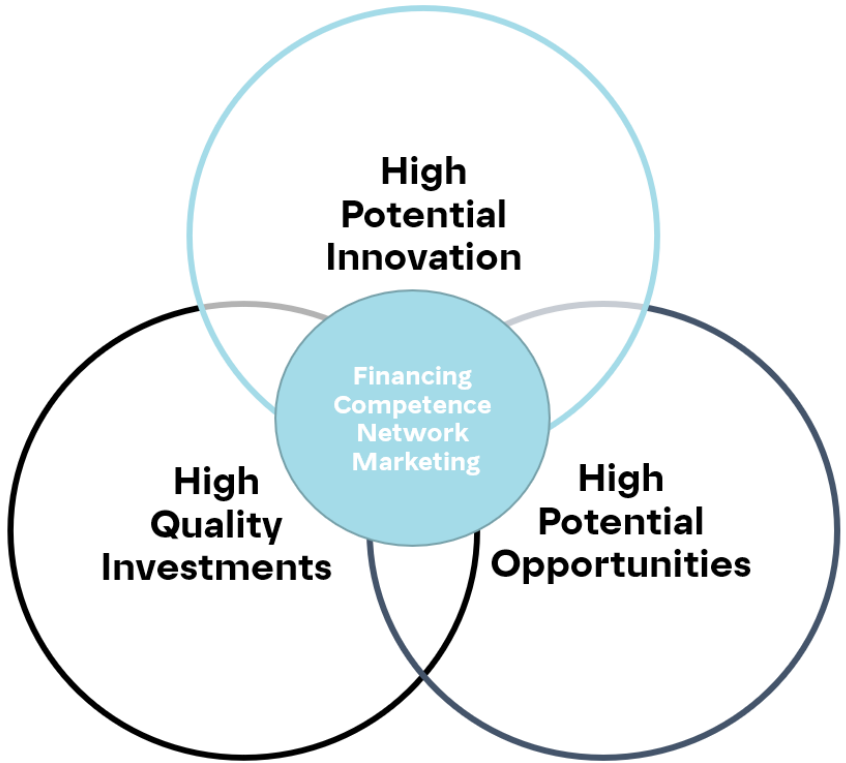 High
Potential
Innovation
Financing
Competence
Network
Marketing
High
Quality
Investments
High
Potential
Opportunities